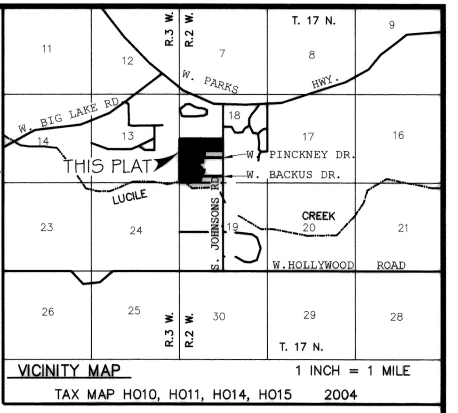 T. 17 N.
R.3 W.
R.2 W.
9
11
12
7
8
W. PARKS
HWY.
W. BIG LAKE RD.
18
14
13
17
16
THIS PLAT
W. PINCKNEY DR.
W. BACKUS DR.
LUCILE
CREEK
S. JOHNSONS RD
23
24
19
20
21
W.HOLLYWOOD ROAD
26
25
R.3 W.
R.2 W.
30
29
28
T. 17 N.
VICINITY MAP
1 INCH = 1 MILE
TAX MAP HO10, HO11, HO14, HO15 2004